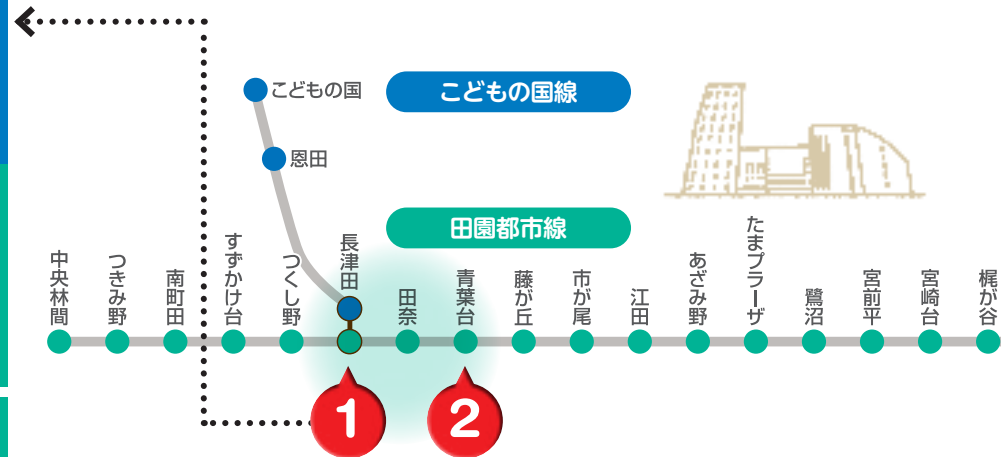 こどもの国
こどもの国線
恩田
田園都市線
中央林間
つきみ野
南町田
すずかけ台
つくし野
長津田
田奈
青葉台
藤が丘
市が尾
江田
あざみ野
たまプラーザ
鷺沼
宮前平
宮崎台
梶が谷
1
2